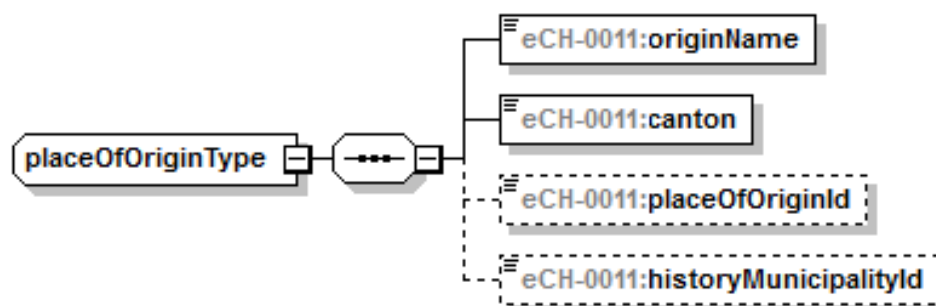 eCH-0011:originName
eCH-0011:canton
placeOfOriginType
eCH-0011:placeOfOriginId
eCH-0011:historyMunicipalityId